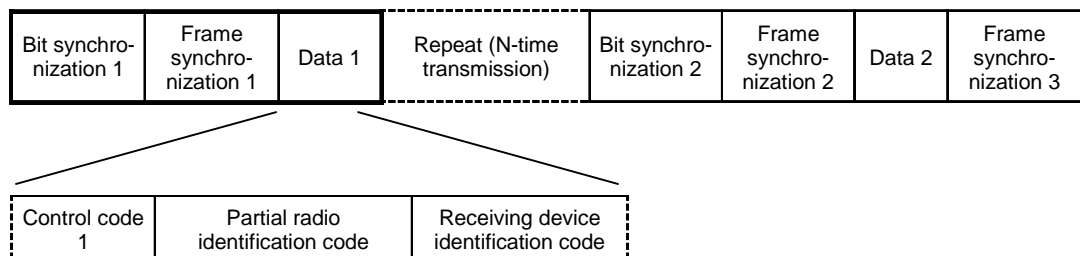 Bit synchro-
nization 1
Frame
synchro-
nization 1
Data 1
Repeat (N-time
transmission)
Bit synchro-
nization 2
Frame
synchro-
nization 2
Data 2
Frame
synchro-
nization 3
Control code
1
Partial radio
identification code
Receiving device
identification code